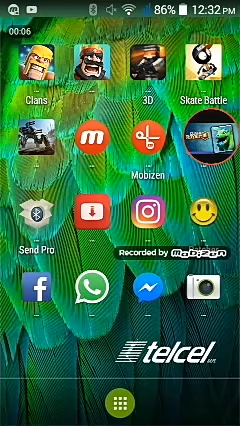 86% 12:32 PM
00:06
Clans
3D
Skate Battle
Mobizen
Send Pro
Recorded by Mobizen
telcel